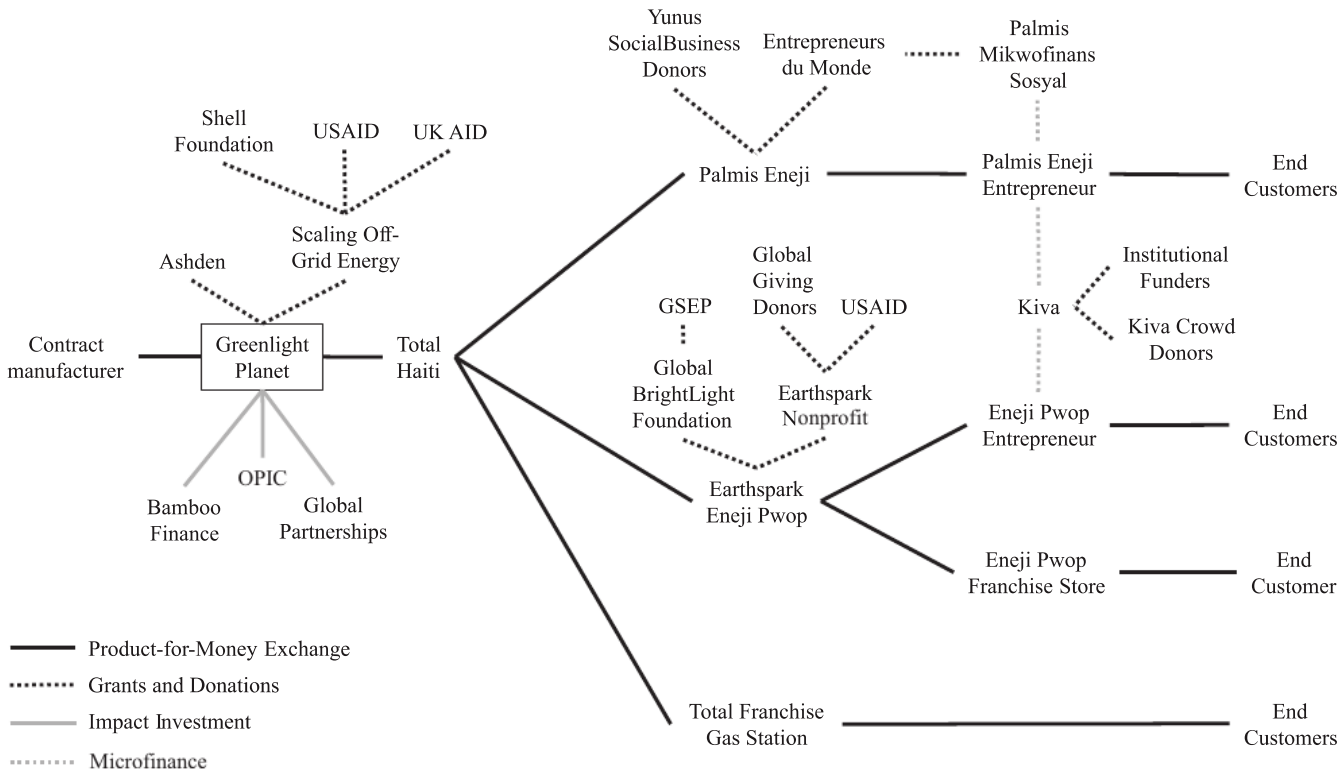 Yunus
SocialBusiness
Donors
Entrepreneurs
du Monde
Palmis
Mikwofinans
Sosyal
Shell
Foundation
USAID
UK AID
Palmis Eneji
Palmis Eneji
Entrepreneur
End
Customers
Scaling Off-
Grid Energy
Ashden
Global
Giving
Donors
Institutional
Funders
GSEP
USAID
Kiva
Kiva Crowd
Donors
Contract
manufacturer
Greenlight
Planet
Total
Haiti
Global
BrightLight
Foundation
Earthspark
Nonprofit
Eneji Pwop
Entrepreneur
End
Customers
OPIC
Bamboo
Finance
Global
Partnerships
Earthspark
Eneji Pwop
Eneji Pwop
Franchise Store
End
Customer
Product-for-Money Exchange
Grants and Donations
Impact Investment
Microfinance
Total Franchise
Gas Station
End
Customers